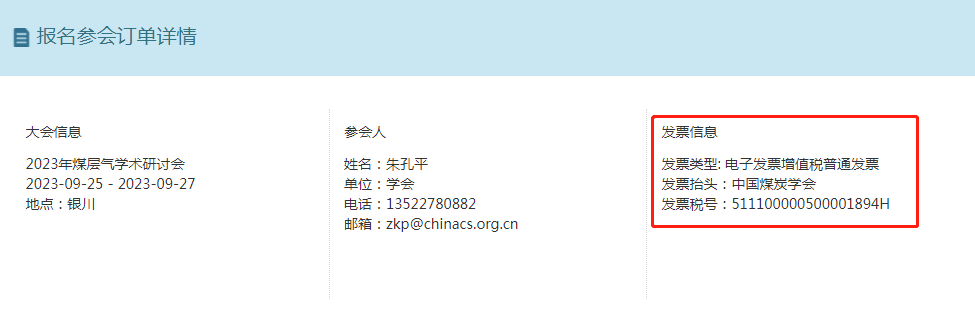 报名参会订单详情
大会信息
2023年煤层气学术研讨会
2023-09-25 - 2023-09-27
地点：银川
参会人
姓名：朱孔平
单位：学会
电话：13522780882
邮箱：zkp@chinacs.org.cn
发票信息
发票类型: 电子发票增值税普通发票
发票抬头：中国煤炭学会
发票税号：511100000500001894H